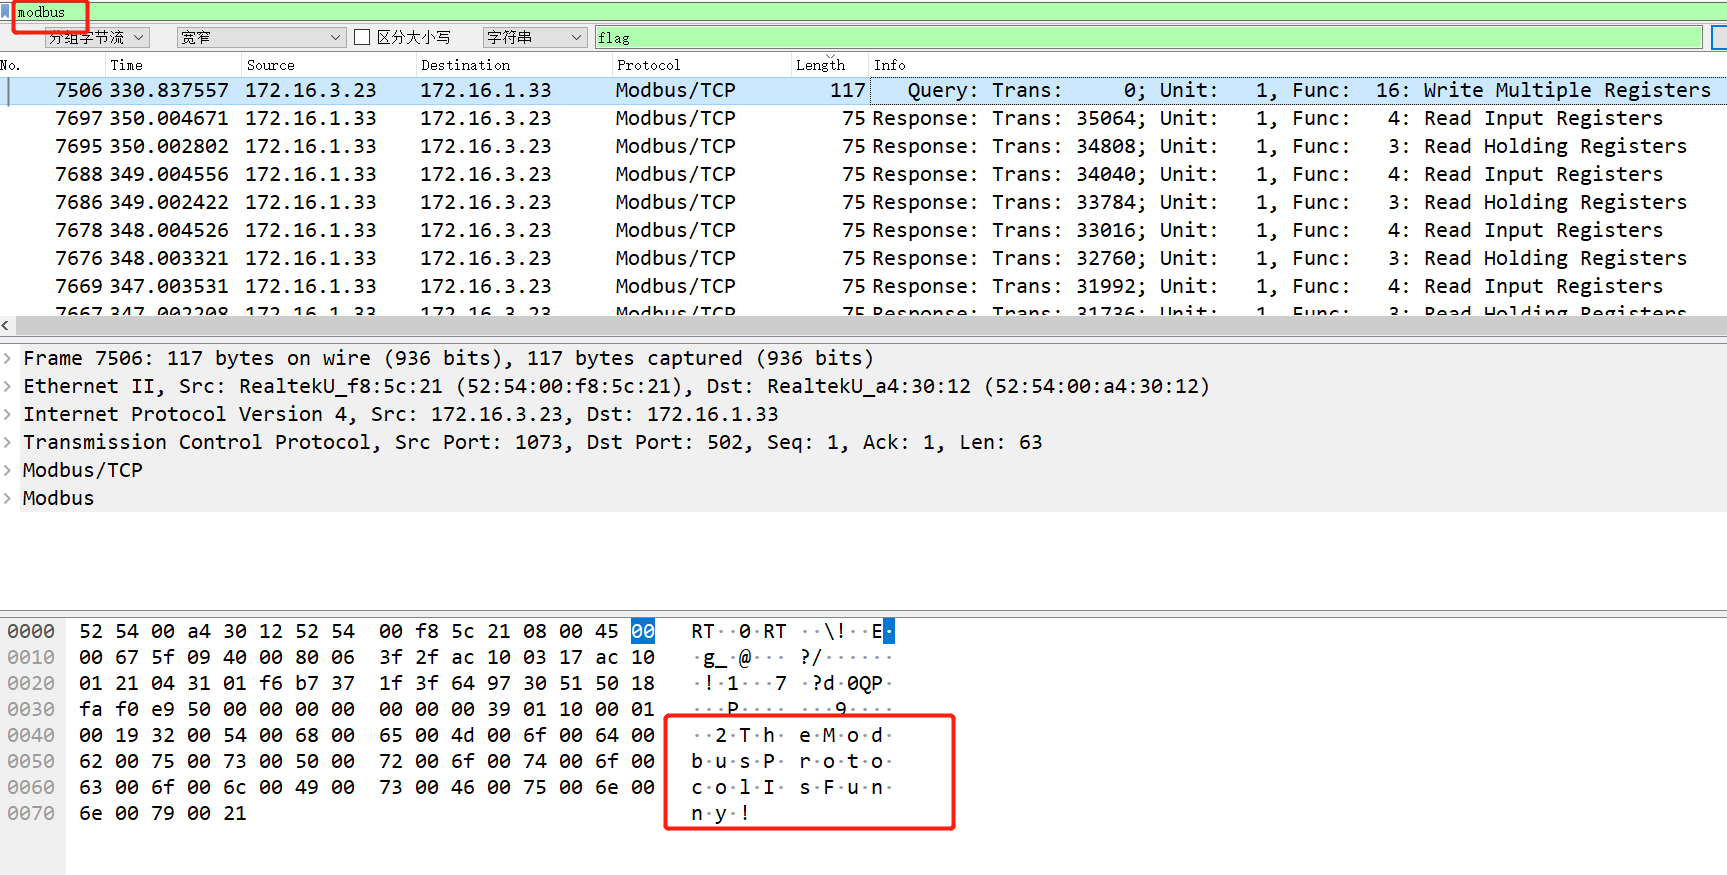 modbus
分组字节流 宽窄 区分大小写 字符串 flag
No. Time Source Destination Protocol Length Info
7506 330.837557 172.16.3.23 172.16.1.33 Modbus/TCP 117 Query: Trans: 0; Unit: 1, Func: 16: Write Multiple Registers
7697 350.004671 172.16.1.33 172.16.3.23 Modbus/TCP 75 Response: Trans: 35064; Unit: 1, Func: 4: Read Input Registers
7695 350.002802 172.16.1.33 172.16.3.23 Modbus/TCP 75 Response: Trans: 34808; Unit: 1, Func: 3: Read Holding Registers
7688 349.004556 172.16.1.33 172.16.3.23 Modbus/TCP 75 Response: Trans: 34040; Unit: 1, Func: 4: Read Input Registers
7686 349.002422 172.16.1.33 172.16.3.23 Modbus/TCP 75 Response: Trans: 33784; Unit: 1, Func: 3: Read Holding Registers
7678 348.004526 172.16.1.33 172.16.3.23 Modbus/TCP 75 Response: Trans: 33016; Unit: 1, Func: 4: Read Input Registers
7676 348.003321 172.16.1.33 172.16.3.23 Modbus/TCP 75 Response: Trans: 32760; Unit: 1, Func: 3: Read Holding Registers
7669 347.003531 172.16.1.33 172.16.3.23 Modbus/TCP 75 Response: Trans: 31992; Unit: 1, Func: 4: Read Input Registers
7667 347.002208 172.16.1.33 172.16.3.23 Modbus/TCP 75 Response: Trans: 31736; Unit: 1, Func: 3: Read Holding Registers
Frame 7506: 117 bytes on wire (936 bits), 117 bytes captured (936 bits)
Ethernet II, Src: RealtekU_f8:5c:21 (52:54:00:f8:5c:21), Dst: RealtekU_a4:30:12 (52:54:00:a4:30:12)
Internet Protocol Version 4, Src: 172.16.3.23, Dst: 172.16.1.33
Transmission Control Protocol, Src Port: 1073, Dst Port: 502, Seq: 1, Ack: 1, Len: 63
Modbus/TCP
Modbus
0000 52 54 00 a4 30 12 52 54 00 f8 5c 21 08 00 45 00 RT··0·RT ··\!··E·
0010 00 67 5f 09 40 00 80 06 3f 2f ac 10 03 17 ac 10 ·g_·@··· ?/······
0020 01 21 04 31 01 f6 b7 37 1f 3f 64 97 30 51 50 18 ·!·1···7 ·?d·0QP·
0030 fa f0 e9 50 00 00 00 00 00 00 00 39 01 10 00 01 ···P···· ···9····
0040 00 19 32 00 54 00 68 00 65 00 4d 00 6f 00 64 00 ··2·T·h· e·M·o·d·
0050 62 00 75 00 73 00 50 00 72 00 6f 00 74 00 6f 00 b·u·s·P· r·o·t·o·
0060 63 00 6f 00 6c 00 49 00 73 00 46 00 75 00 6e 00 c·o·l·I· s·F·u·n·
0070 6e 00 79 00 21 n·y·!